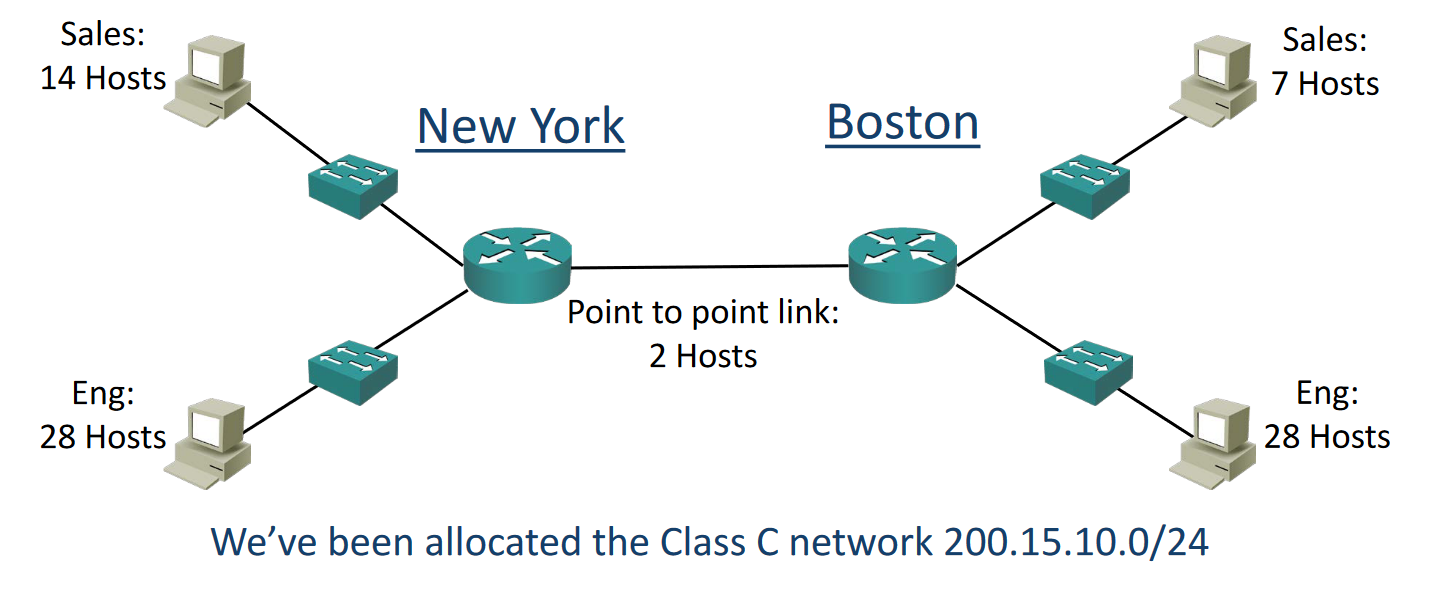 Sales:
14 Hosts
New York
Boston
Sales:
7 Hosts
Point to point link:
2 Hosts
Eng:
28 Hosts
Eng:
28 Hosts
We’ve been allocated the Class C network 200.15.10.0/24